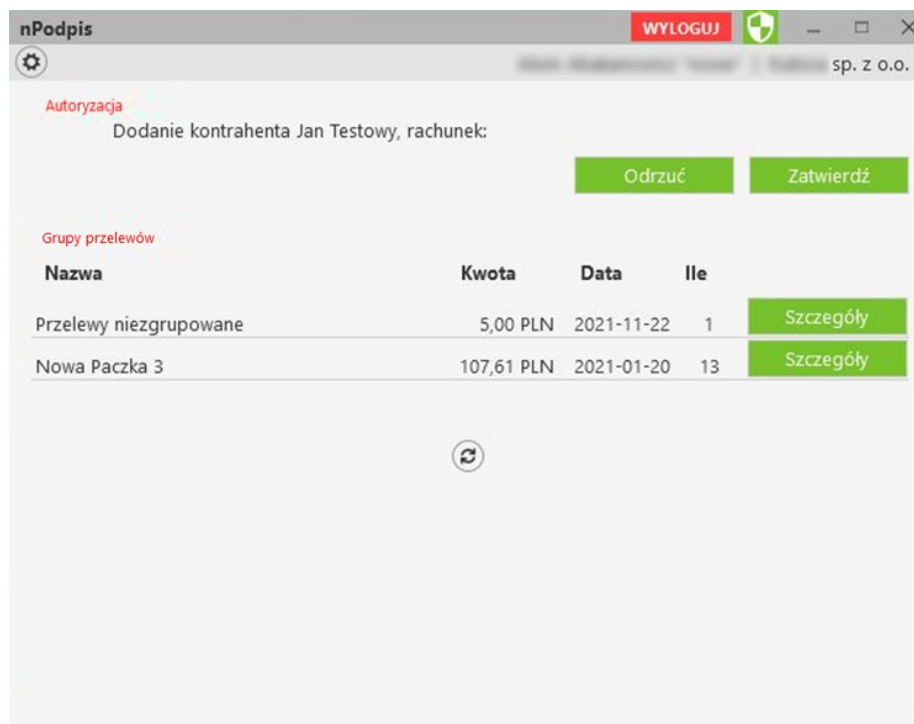 nPodpis WYLOGUJ
sp. z o.o.
Autoryzacja
Dodanie kontrahenta Jan Testowy, rachunek:
Odrzuć Zatwierdź
Grupy przelewów
Nazwa Kwota Data Ile
Przelewy niezgrupowane 5,00 PLN 2021-11-22 1 Szczegóły
Nowa Paczka 3 107,61 PLN 2021-01-20 13 Szczegóły